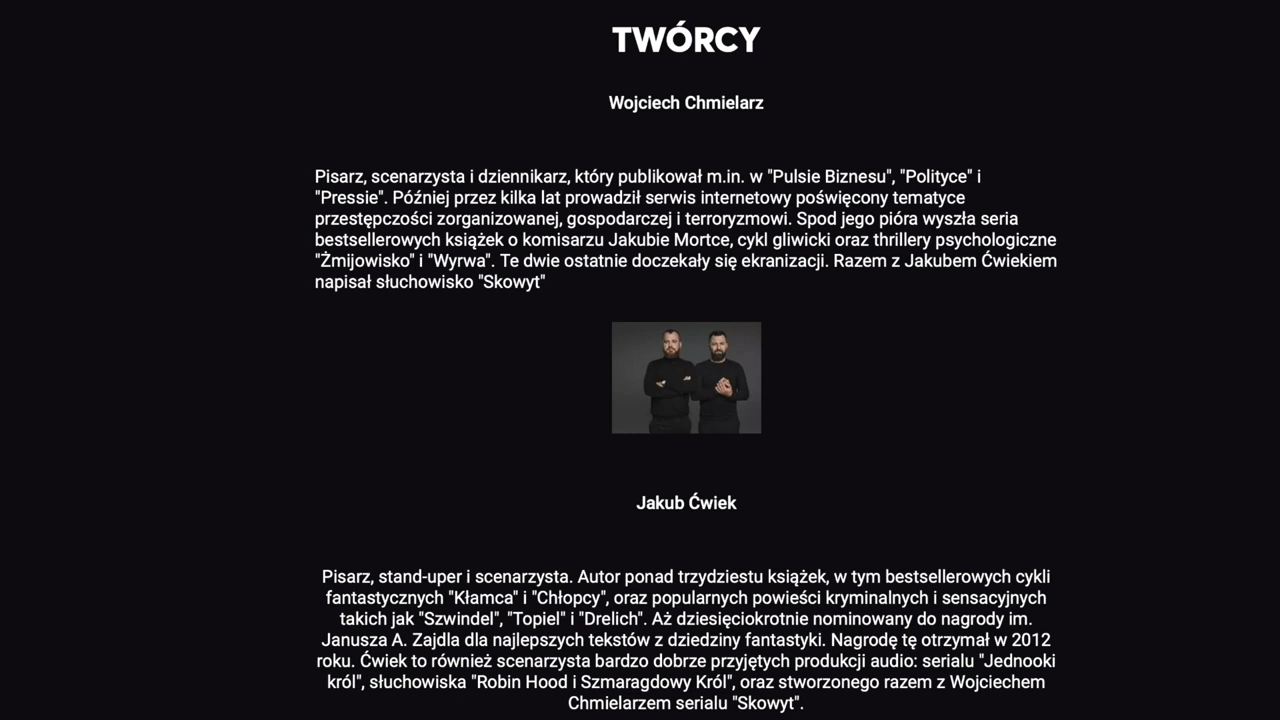 TWÓRCY
Wojciech Chmielarz
Pisarz, scenarzysta i dziennikarz, który publikował m.in. w "Pulsie Biznesu", "Polityce" i
"Pressie". Później przez kilka lat prowadził serwis internetowy poświęcony tematyce
przestępczości zorganizowanej, gospodarczej i terroryzmowi. Spod jego pióra wyszła seria
bestsellerowych książek o komisarzu Jakubie Mortce, cykl gliwicki oraz thrillery psychologiczne
"Żmijowisko" i "Wyrwa". Te dwie ostatnie doczekały się ekranizacji. Razem z Jakubem Ćwiekiem
napisał słuchowisko "Skowyt"
Jakub Ćwiek
Pisarz, stand-uper i scenarzysta. Autor ponad trzydziestu książek, w tym bestsellerowych cykli
fantastycznych "Kłamca" i "Chłopcy", oraz popularnych powieści kryminalnych i sensacyjnych
takich jak "Szwindel", "Topiel" i "Drelich". Aż dziesięciokrotnie nominowany do nagrody im.
Janusza A. Zajdla dla najlepszych tekstów z dziedziny fantastyki. Nagrodę tę otrzymał w 2012
roku. Ćwiek to również scenarzysta bardzo dobrze przyjętych produkcji audio: serialu "Jednooki
król", słuchowiska "Robin Hood i Szmaragdowy Król", oraz stworzonego razem z Wojciechem
Chmielarzem serialu "Skowyt".